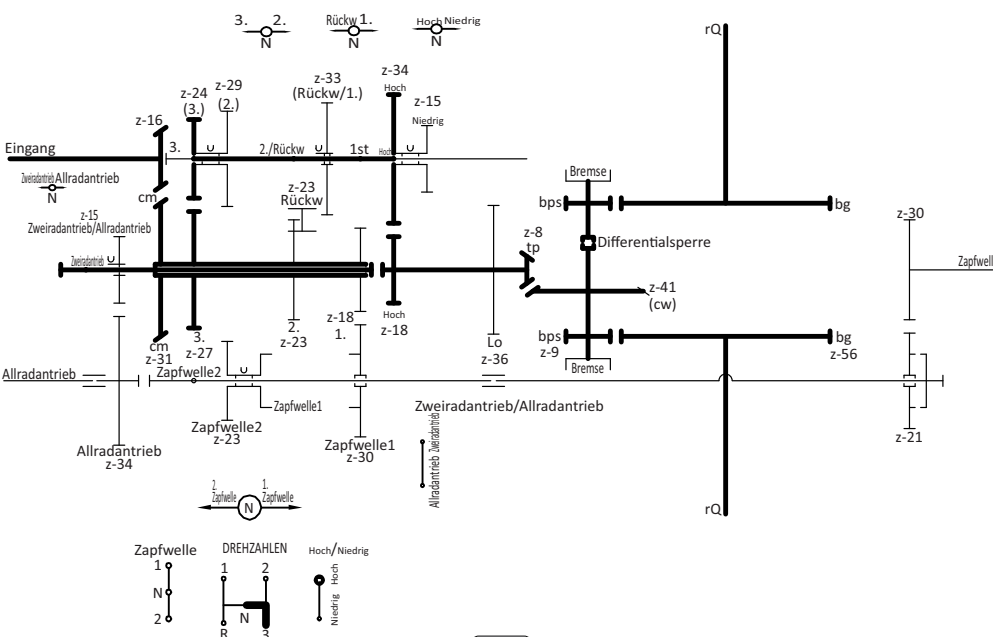 3. 2.
N
Rückw 1.
N
Hoch Niedrig
N
z-34
Hoch
z-33
(Rückw/1.)
z-29
(2.)
z-24
(3.)
z-15
Niedrig
z-16
Eingang
3.
2./Rückw
1st
Hoch
Zweiradantrieb Allradantrieb
N
cm
z-23
Rückw
z-15
Zweiradantrieb/Allradantrieb
Zweiradantrieb
rQ
Bremse
bps
bg
z-30
Differentialsperre
z-8
tp
Zapfwell
z-41
(cw)
Hoch
z-18
z-18
1.
2.
z-23
3.
z-27
cm
z-31
Lo
z-36
bps
z-9
Bremse
bg
z-56
Allradantrieb
Zapfwelle2
Zapfwelle1
Zapfwelle2
z-23
Zapfwelle1
z-30
Zweiradantrieb/Allradantrieb
Allradantrieb Zweiradantrieb
z-21
Allradantrieb
z-34
2.
Zapfwelle
N
1.
Zapfwelle
rQ
Zapfwelle
1
N
2
DREHZAHLEN
1 2
N
R 3
Hoch/Niedrig
Hoch
Niedrig